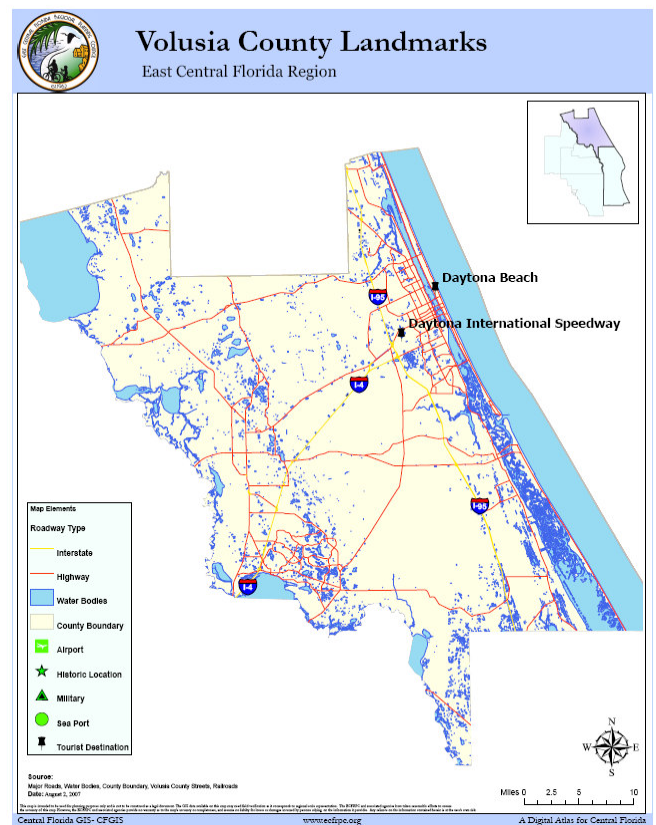 Volusia County Landmarks
East Central Florida Region
Daytona Beach
I-95
Daytona International Speedway
I-4
I-95
I-4
Map Elements
Roadway Type
Interstate
Highway
Water Bodies
County Boundary
Airport
Historic Location
Military
Sea Port
Tourist Destination
N
W E
S
Source:
Major Roads, Water Bodies, County Boundary, Volusia County Streets, Railroads
Date: August 2, 2007
Miles 0 2.5 5 10
Central Florida GIS- CFGIS www.ecfrpc.org A Digital Atlas for Central Florida